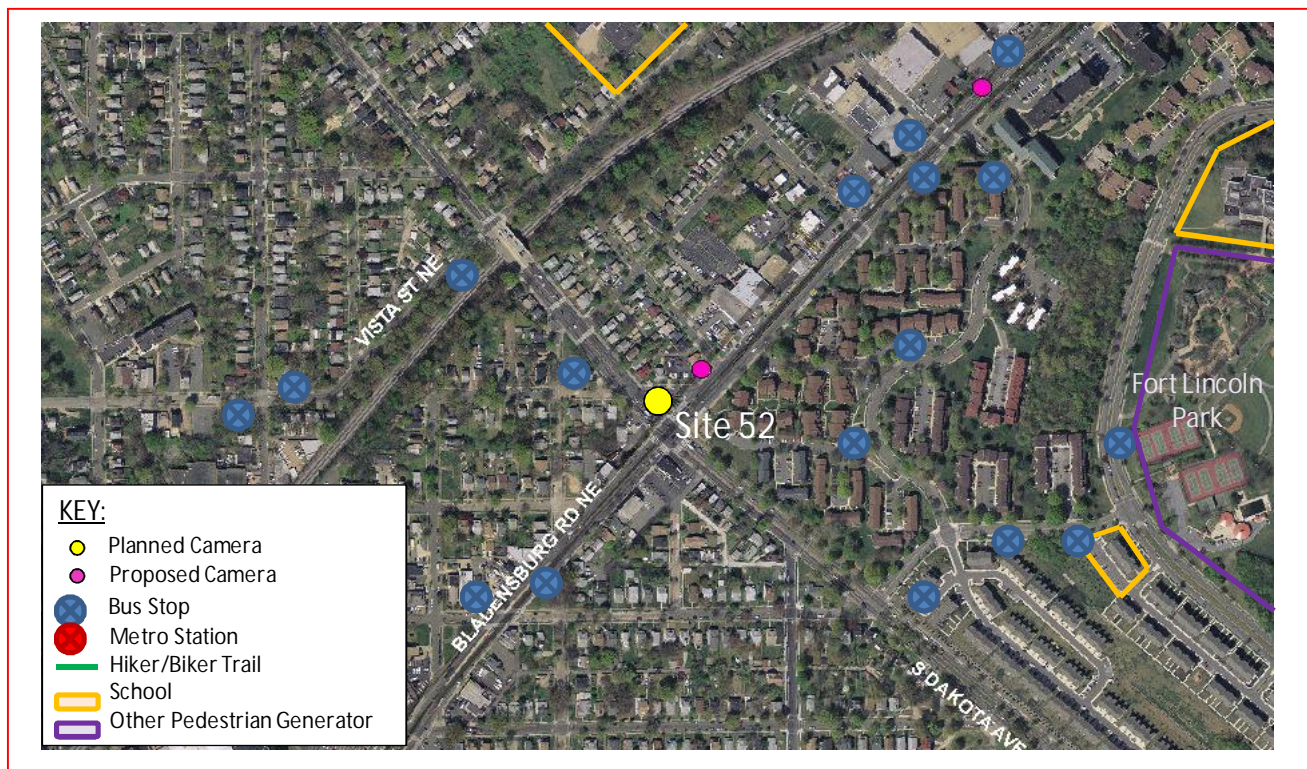 VISTA ST NE
Fort Lincoln
Park
Site 52
BLADENSBURG RD NE
S DAKOTA AVE
KEY:
Planned Camera
Proposed Camera
Bus Stop
Metro Station
Hiker/Biker Trail
School
Other Pedestrian Generator